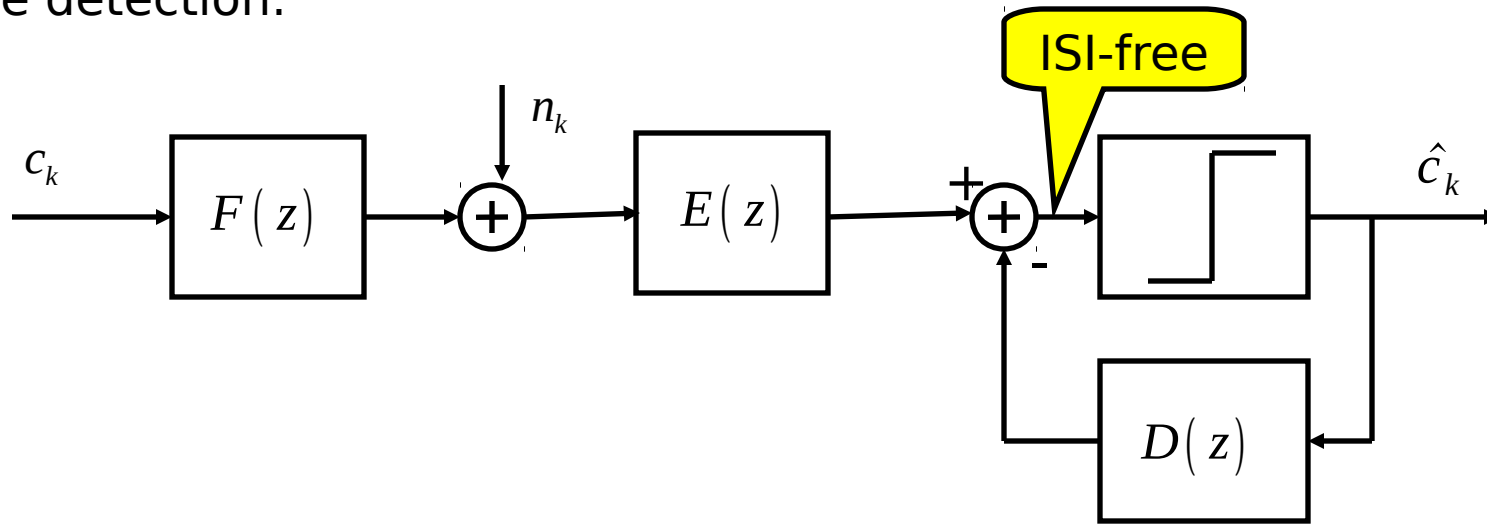 e detection.
ISI-free
c_k
n_k
F(z)
+
E(z)
+
+
-
ĉ_k
D(z)